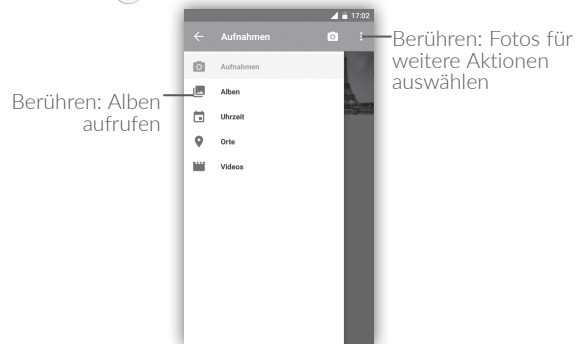 17:02
Aufnahmen
Berühren: Fotos für
weitere Aktionen
auswählen
Aufnahmen
Alben
Berühren: Alben
aufrufen
Uhrzeit
Orte
Videos